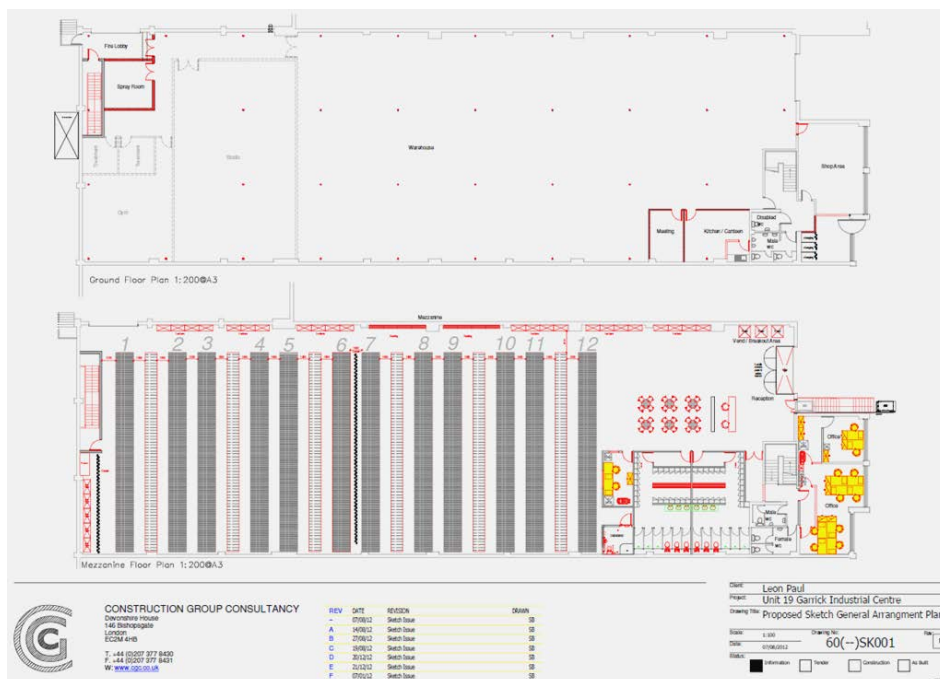 Fire Lobby
Spray Room
Studio
Warehouse
Shop Area
Disabled
WC
Male
WC
Meeting
Kitchen / Canteen
Ground Floor Plan 1:200@A3
Mezzanine
1 2 3 4 5 6 7 8 9 10 11 12
Reception
Office
Office
Male
WC
Female
WC
Mezzanine Floor Plan 1:200@A3
CONSTRUCTION GROUP CONSULTANCY
Devonshire House
146 Bishopsgate
London
EC2M 4HB
T. +44 (0)207 377 8430
F. +44 (0)207 377 8431
W: www.cgc.co.uk
REV DATE REVISION DRAWN
- 07/08/12 Sketch Issue SB
A 14/08/12 Sketch Issue SB
B 27/08/12 Sketch Issue SB
C 19/08/12 Sketch Issue SB
D 20/12/12 Sketch Issue SB
E 21/12/12 Sketch Issue SB
F 07/01/12 Sketch Issue SB
Client: Leon Paul
Project: Unit 19 Garrick Industrial Centre
Drawing Title: Proposed Sketch General Arrangment Plan
Scale: 1:100
Drawing No: 60(--)SK001
Date: 07/08/2012
Status:
Information Tender Construction As Built